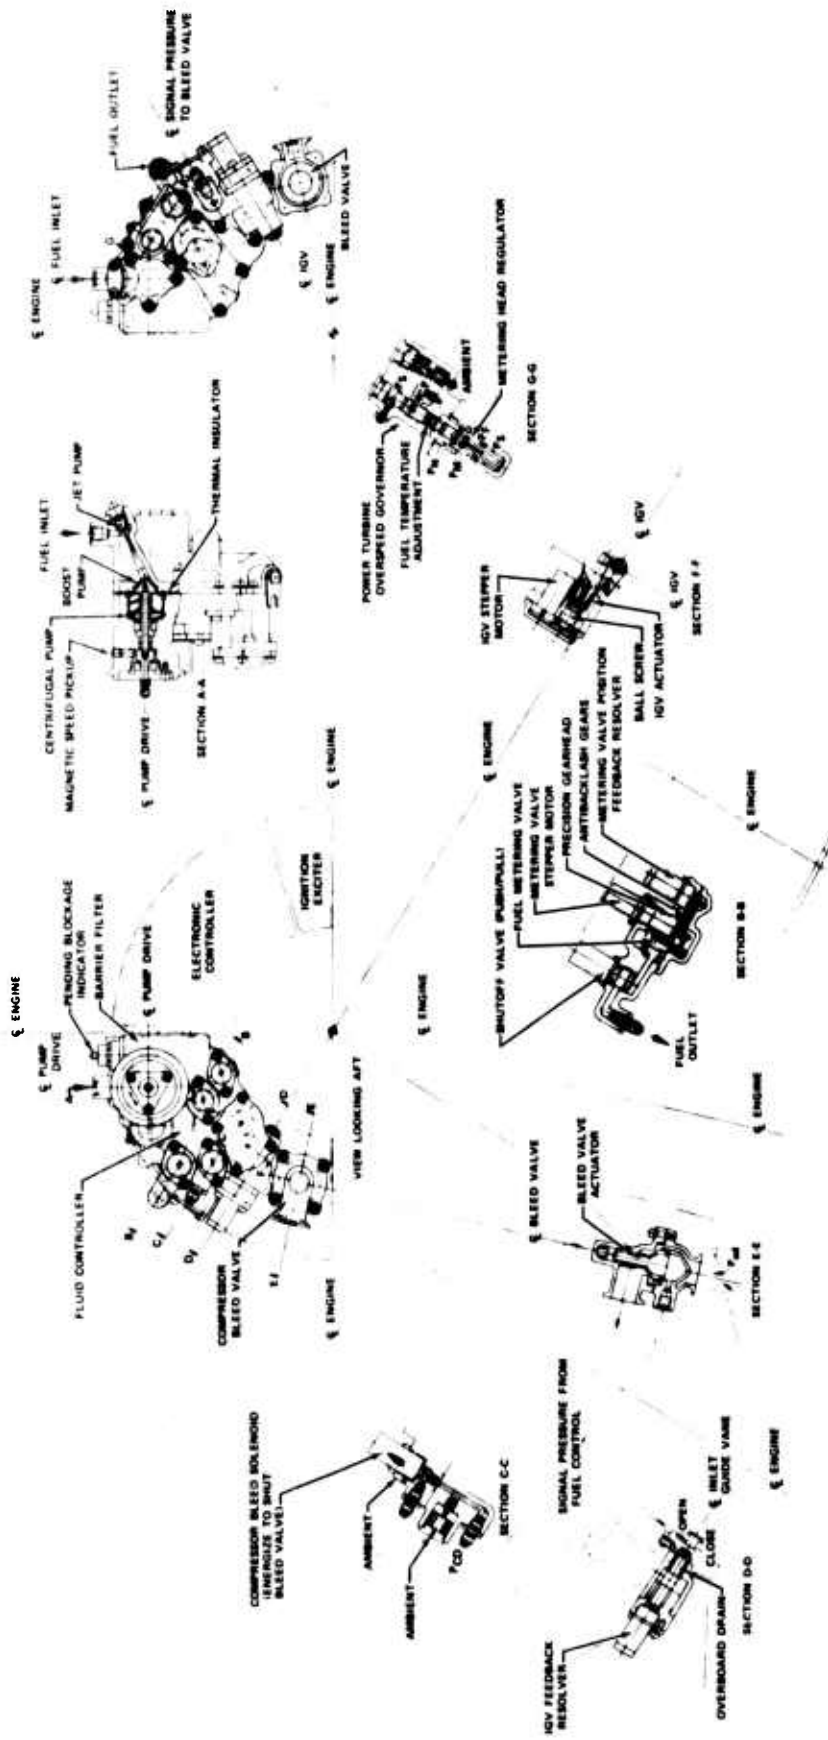 ℄ ENGINE
℄ PUMP
DRIVE
PENDING BLOCKAGE
INDICATOR
BARRIER FILTER
℄ PUMP DRIVE
ELECTRONIC
CONTROLLER
IGNITION
EXCITER
FLUID CONTROLLER
COMPRESSOR
BLEED VALVE
℄ ENGINE
VIEW LOOKING AFT
℄ ENGINE
CENTRIFUGAL PUMP
MAGNETIC SPEED PICKUP
℄ PUMP DRIVE
BOOST
PUMP
FUEL INLET
JET PUMP
THERMAL INSULATOR
SECTION A-A
℄ ENGINE
℄ FUEL INLET
FUEL OUTLET
℄ SIGNAL PRESSURE
TO BLEED VALVE
BLEED VALVE
℄ IGV
℄ ENGINE
COMPRESSOR BLEED SOLENOID
(ENERGIZE TO SHUT
BLEED VALVE)
AMBIENT
AMBIENT
PCD
SECTION C-C
POWER TURBINE
OVERSPEED GOVERNOR
FUEL TEMPERATURE
ADJUSTMENT
AMBIENT
METERING HEAD REGULATOR
SECTION G-G
IGV FEEDBACK
RESOLVER
OPEN
CLOSE
℄ INLET
GUIDE VANE
OVERBOARD DRAIN
SECTION D-D
℄ ENGINE
SIGNAL PRESSURE FROM
FUEL CONTROL
℄ BLEED VALVE
BLEED VALVE
ACTUATOR
SECTION E-E
℄ ENGINE
℄ ENGINE
SHUTOFF VALVE (PUSH/PULL)
FUEL METERING VALVE
METERING VALVE
STEPPER MOTOR
PRECISION GEARHEAD
ANTIBACKLASH GEARS
METERING VALVE POSITION
FEEDBACK RESOLVER
FUEL
OUTLET
SECTION B-B
℄ ENGINE
℄ ENGINE
IGV STEPPER
MOTOR
BALL SCREW
IGV ACTUATOR
℄ IGV
℄ IGV
SECTION F-F